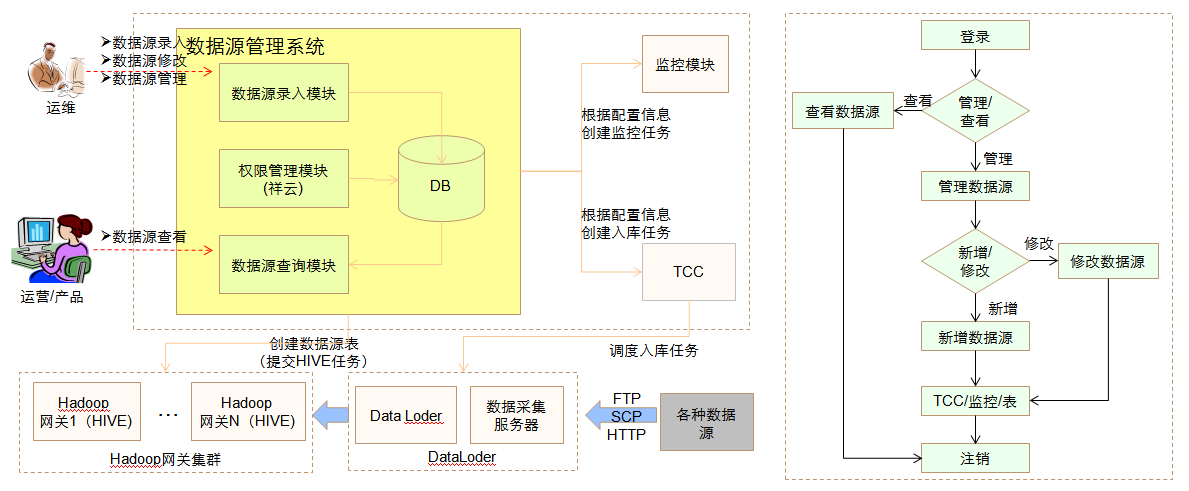 ➢数据源录入
➢数据源修改
➢数据源管理
运维
➢数据源查看
运营/产品
数据源管理系统
数据源录入模块
权限管理模块
(祥云)
数据源查询模块
DB
监控模块
根据配置信息
创建监控任务
根据配置信息
创建入库任务
TCC
创建数据源表
（提交HIVE任务）
调度入库任务
Hadoop
网关1（HIVE)
…
Hadoop
网关N（HIVE)
Hadoop网关集群
Data Loder
数据采集
服务器
DataLoder
FTP
SCP
HTTP
各种数据
源
登录
管理/
查看
查看
查看数据源
管理
管理数据源
新增/
修改
修改
修改数据源
新增
新增数据源
TCC/监控/表
注销